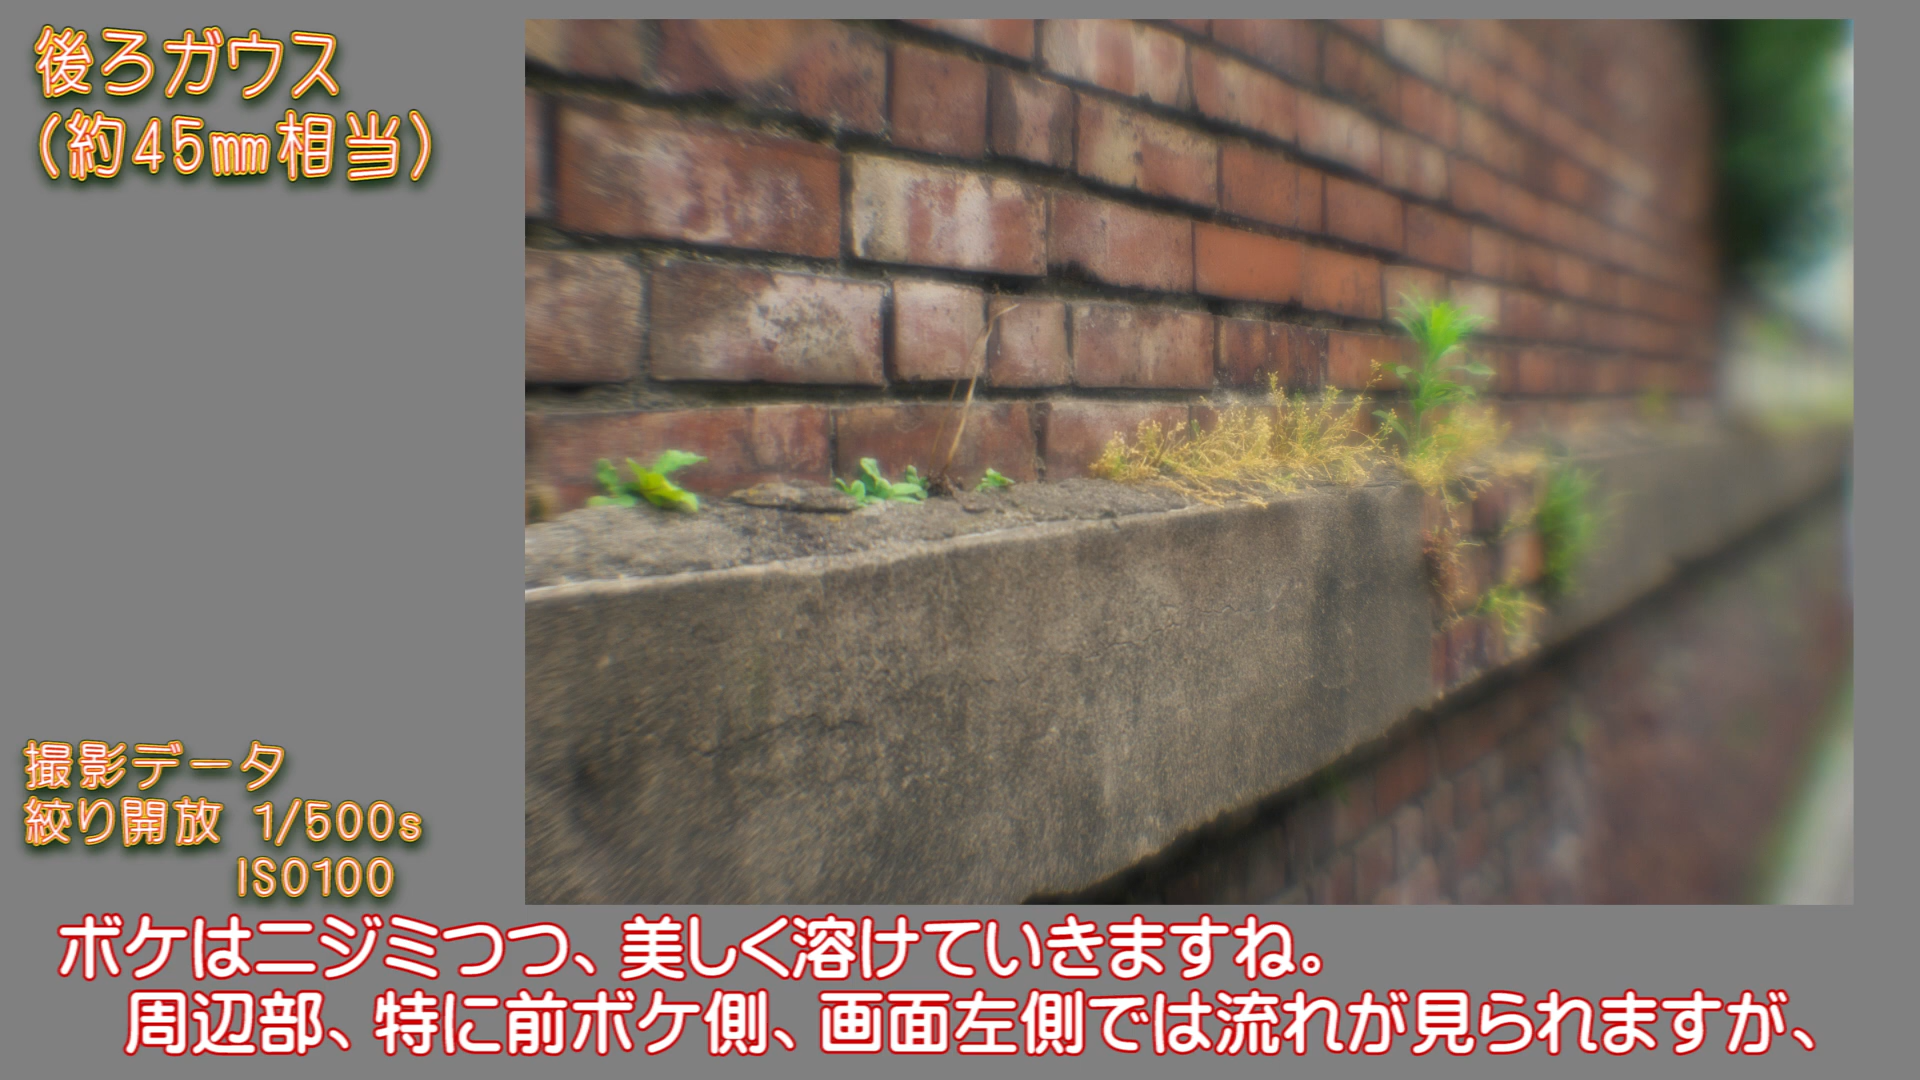 後ろガウス
(約45㎜相当)
撮影データ
絞り開放 1/500s
ISO100
ボケはニジミつつ、美しく溶けていきますね。
周辺部、特に前ボケ側、画面左側では流れが見られますが、